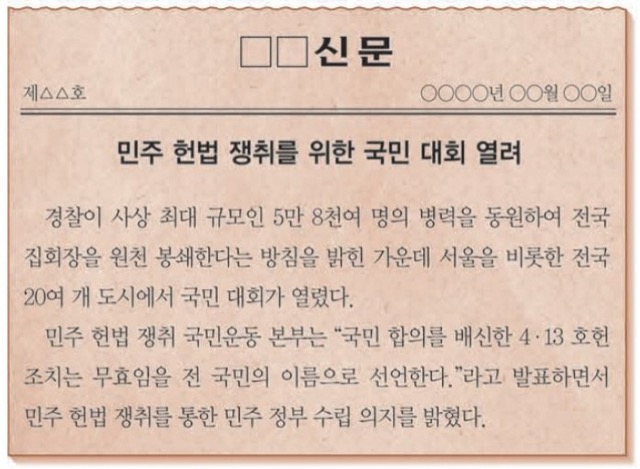 □□신문
제△△호 ○○○○년 ○○월 ○○일
민주 헌법 쟁취를 위한 국민 대회 열려
경찰이 사상 최대 규모인 5만 8천여 명의 병력을 동원하여 전국
집회장을 원천 봉쇄한다는 방침을 밝힌 가운데 서울을 비롯한 전국
20여 개 도시에서 국민 대회가 열렸다.
민주 헌법 쟁취 국민운동 본부는 “국민 합의를 배신한 4·13 호헌
조치는 무효임을 전 국민의 이름으로 선언한다.”라고 발표하면서
민주 헌법 쟁취를 통한 민주 정부 수립 의지를 밝혔다.